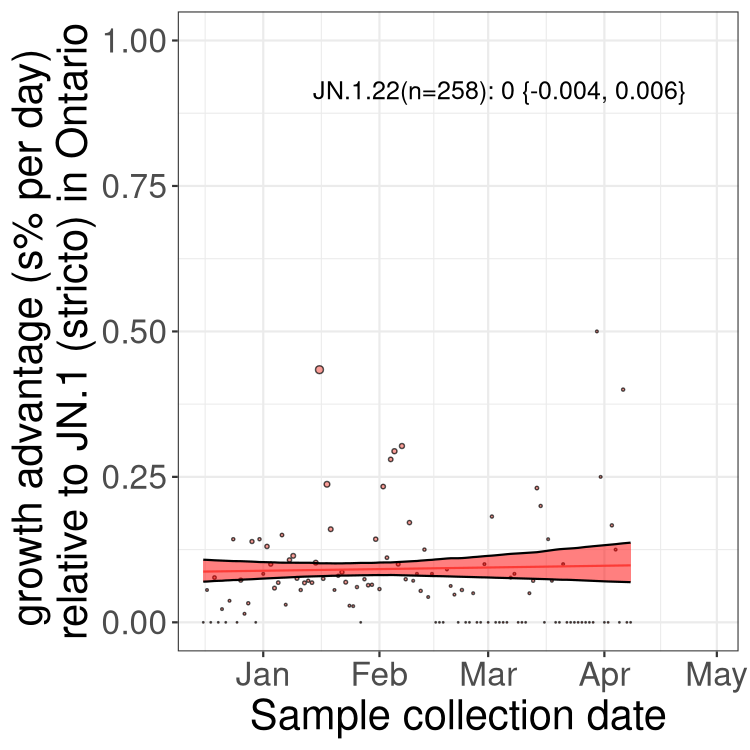 growth advantage (s% per day)
relative to JN.1 (stricto) in Ontario
1.00
0.75
0.50
0.25
0.00
JN.1.22(n=258): 0 {-0.004, 0.006}
Jan Feb Mar Apr May
Sample collection date